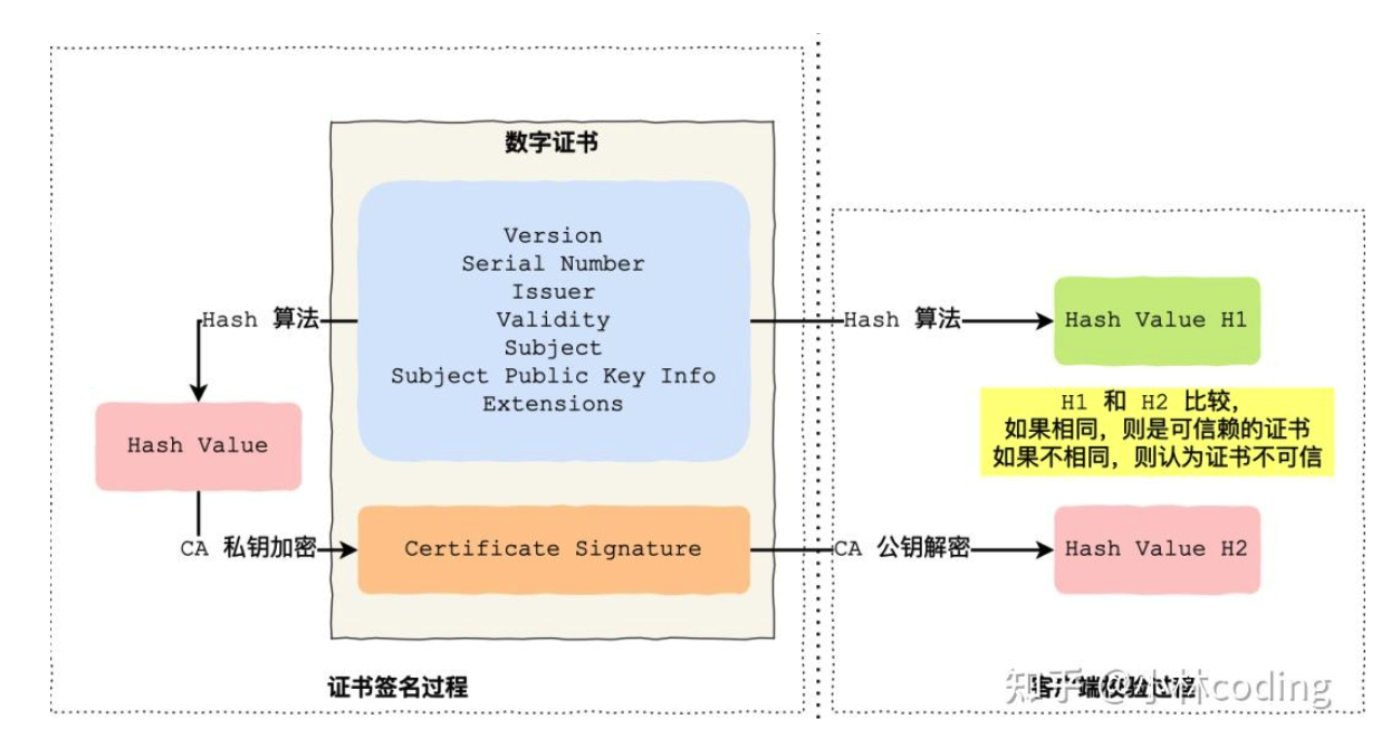 数字证书
Version
Serial Number
Issuer
Validity
Subject
Subject Public Key Info
Extensions
Hash 算法
Hash Value
CA 私钥加密
Certificate Signature
证书签名过程
Hash 算法
Hash Value H1
H1 和 H2 比较，
如果相同，则是可信赖的证书
如果不相同，则认为证书不可信
CA 公钥解密
Hash Value H2
客户端校验过程
知乎 @小林coding